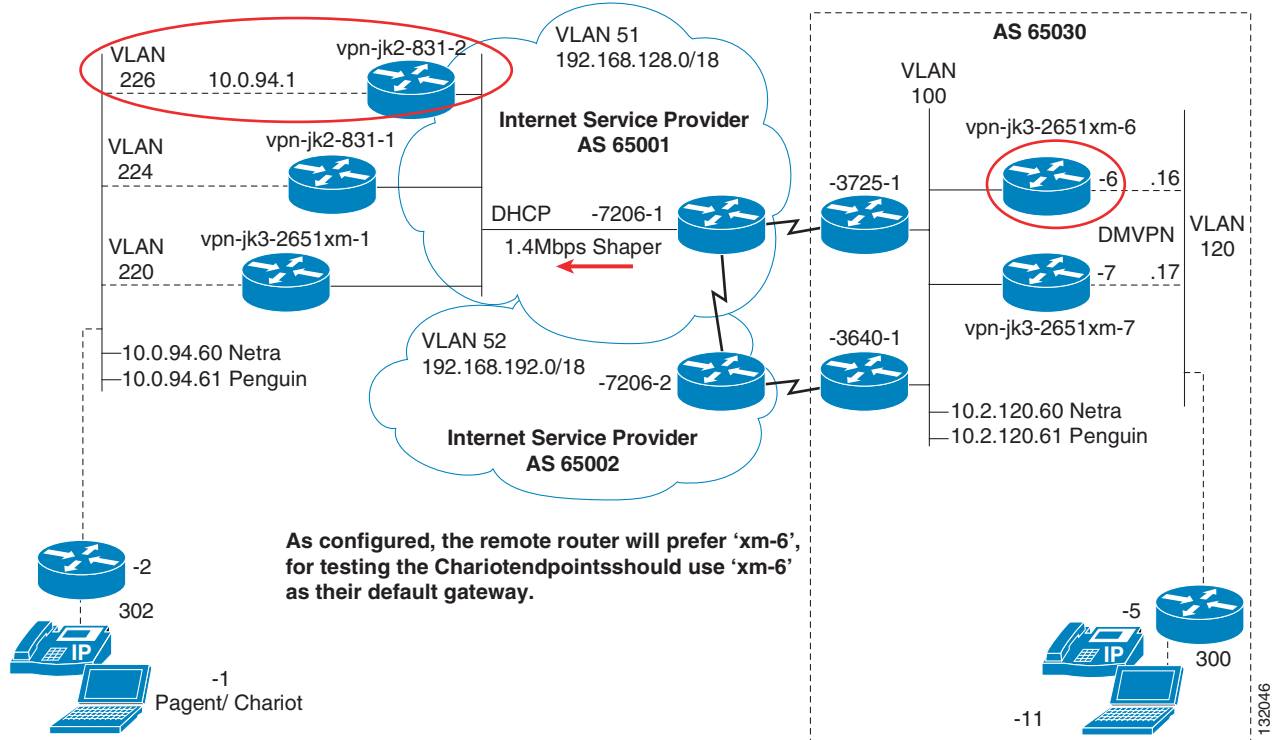 AS 65030
VLAN
226
10.0.94.1
vpn-jk2-831-2
VLAN 51
192.168.128.0/18
VLAN
100
Internet Service Provider
AS 65001
vpn-jk2-831-1
VLAN
224
vpn-jk3-2651xm-6
-6
.16
-3725-1
DHCP
-7206-1
1.4Mbps Shaper
vpn-jk3-2651xm-1
VLAN
220
DMVPN
VLAN
120
-7
.17
vpn-jk3-2651xm-7
VLAN 52
192.168.192.0/18
-7206-2
-3640-1
10.0.94.60 Netra
10.0.94.61 Penguin
10.2.120.60 Netra
10.2.120.61 Penguin
Internet Service Provider
AS 65002
As configured, the remote router will prefer ‘xm-6’,
for testing the Chariotendpointsshould use ‘xm-6’
as their default gateway.
-2
302
IP
-1
Pagent/ Chariot
-5
IP
300
-11
132046